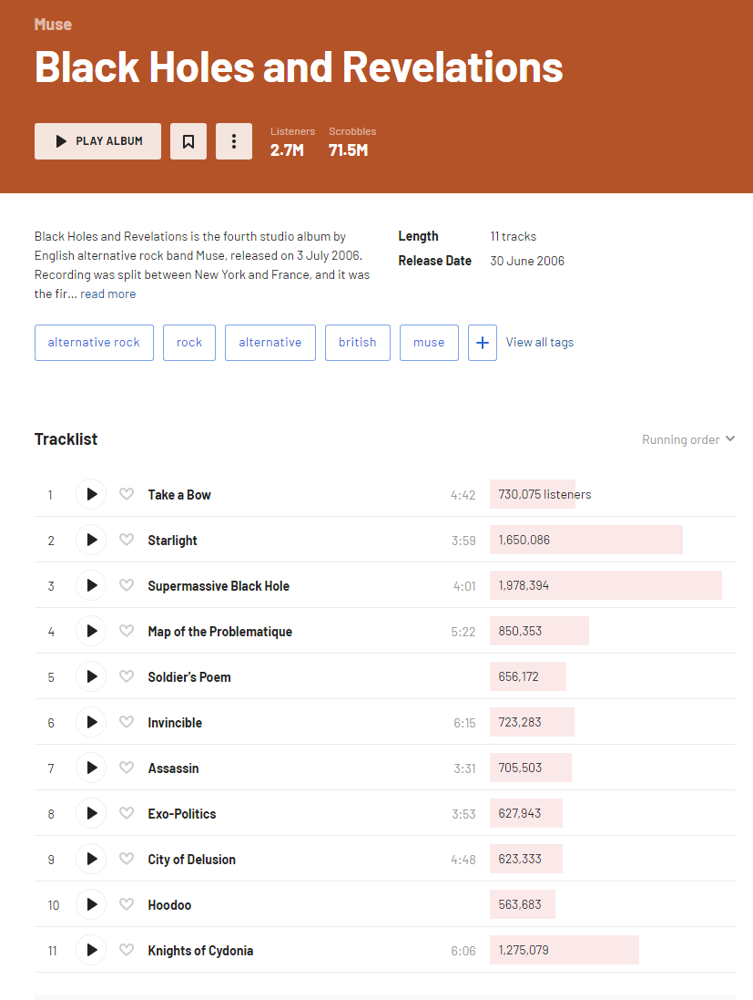 Muse
Black Holes and Revelations
PLAY ALBUM
Listeners Scrobbles
2.7M 71.5M
Black Holes and Revelations is the fourth studio album by
English alternative rock band Muse, released on 3 July 2006.
Recording was split between New York and France, and it was
the fir... read more
Length 11 tracks
Release Date 30 June 2006
alternative rock rock alternative british muse + View all tags
Tracklist Running order
1 Take a Bow 4:42 730,075 listeners
2 Starlight 3:59 1,650,086
3 Supermassive Black Hole 4:01 1,978,394
4 Map of the Problematique 5:22 850,353
5 Soldier's Poem 656,172
6 Invincible 6:15 723,283
7 Assassin 3:31 705,503
8 Exo-Politics 3:53 627,943
9 City of Delusion 4:48 623,333
10 Hoodoo 563,683
11 Knights of Cydonia 6:06 1,275,079